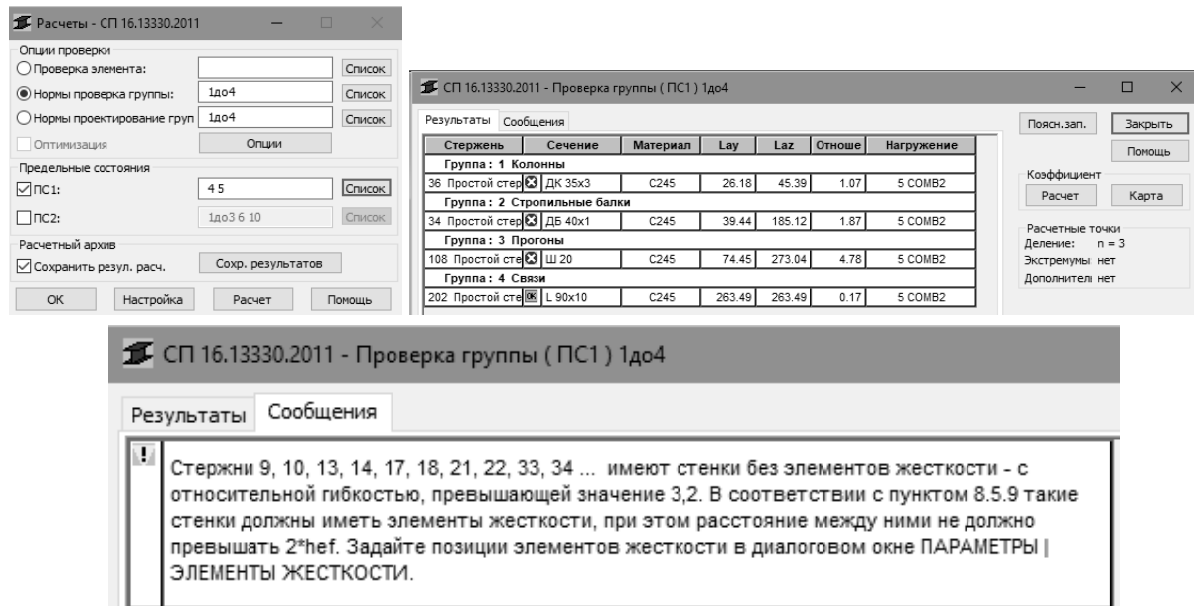 Расчеты - СП 16.13330.2011
Опции проверки
Проверка элемента:
Список
Нормы проверка группы:
1до4
Список
Нормы проектирование груп
1до4
Список
Оптимизация
Опции
Предельные состояния
ПС1:
4 5
Список
ПС2:
1до3 6 10
Список
Расчетный архив
Сохранить резул. расч.
Сохр. результатов
ОК
Настройка
Расчет
Помощь
СП 16.13330.2011 - Проверка группы ( ПС1 ) 1до4
Результаты Сообщения
Стержень Сечение Материал Lay Laz Отноше Нагружение
Группа : 1 Колонны
36 Простой стер ДК 35x3 С245 26.18 45.39 1.07 5 COMB2
Группа : 2 Стропильные балки
34 Простой стер ДБ 40x1 С245 39.44 185.12 1.87 5 COMB2
Группа : 3 Прогоны
108 Простой сте Ш 20 С245 74.45 273.04 4.78 5 COMB2
Группа : 4 Связи
202 Простой сте OK L 90x10 С245 263.49 263.49 0.17 5 COMB2
Поясн.зап.
Закрыть
Помощь
Коэффициент
Расчет
Карта
Расчетные точки
Деление: n = 3
Экстремумы нет
Дополнител нет
СП 16.13330.2011 - Проверка группы ( ПС1 ) 1до4
Результаты Сообщения
Стержни 9, 10, 13, 14, 17, 18, 21, 22, 33, 34 ... имеют стенки без элементов жесткости - с
относительной гибкостью, превышающей значение 3,2. В соответствии с пунктом 8.5.9 такие
стенки должны иметь элементы жесткости, при этом расстояние между ними не должно
превышать 2*hef. Задайте позиции элементов жесткости в диалоговом окне ПАРАМЕТРЫ |
ЭЛЕМЕНТЫ ЖЕСТКОСТИ.